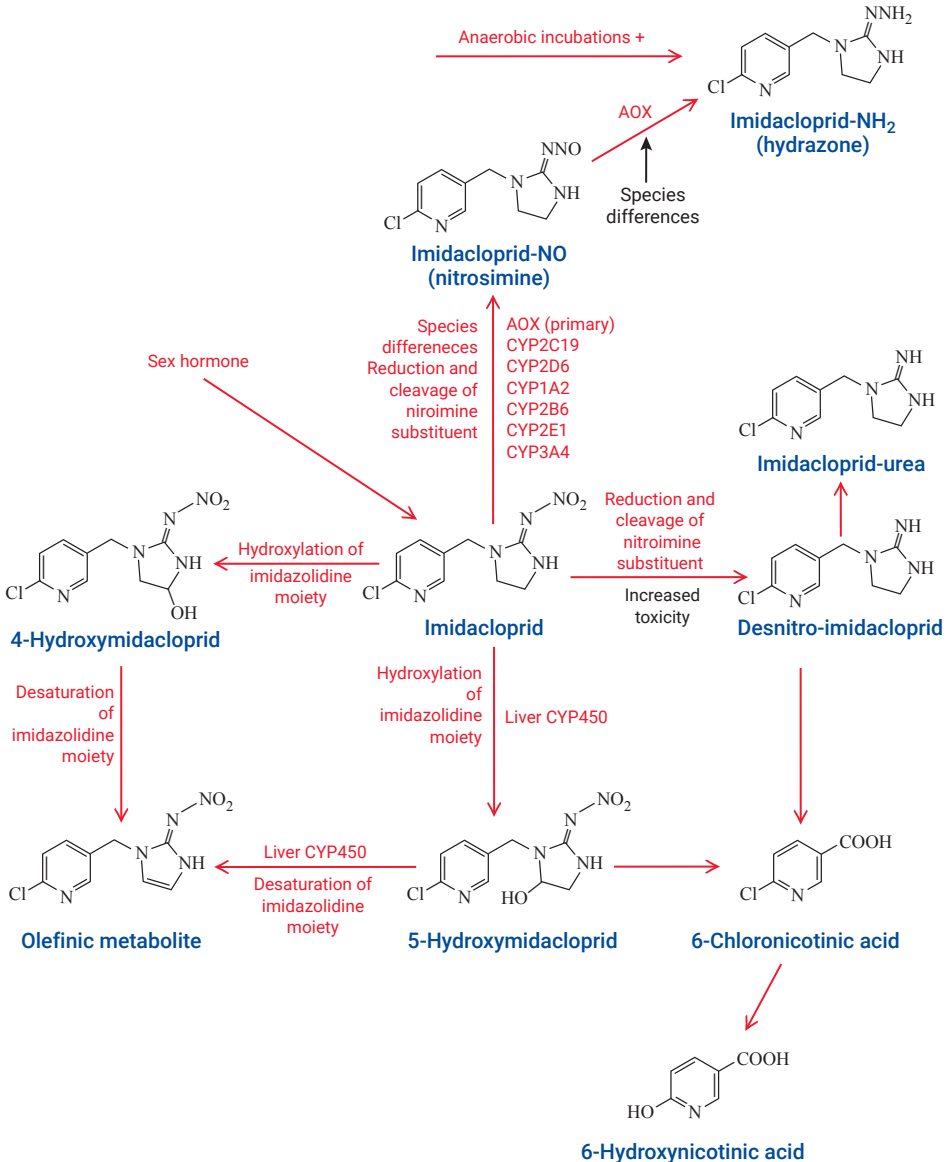 NNH₂
Anaerobic incubations +
N
NH
Cl
N
Imidacloprid-NH₂
(hydrazone)
AOX
NNO
N
NH
Cl
N
Species
differences
Imidacloprid-NO
(nitrosimine)
Species
differeneces
Reduction and
cleavage of
niroimine
substituent
AOX (primary)
CYP2C19
CYP2D6
CYP1A2
CYP2B6
CYP2E1
CYP3A4
Sex hormone
NH
N
NH
Cl
N
Imidacloprid-urea
NO₂
N
N
NH
Cl
N
OH
4-Hydroxymidacloprid
Hydroxylation of
imidazolidine
moiety
NO₂
N
N
NH
Cl
N
Imidacloprid
Reduction and
cleavage of
nitroimine
substituent
Increased
toxicity
NH
N
NH
Cl
N
Desnitro-imidacloprid
Desaturation
of
imidazolidine
moiety
Hydroxylation
of
imidazolidine
moiety
Liver CYP450
NO₂
N
N
NH
Cl
N
Olefinic metabolite
Liver CYP450
Desaturation of
imidazolidine
moiety
NO₂
N
N
NH
HO
Cl
N
5-Hydroxymidacloprid
COOH
Cl
N
6-Chloronicotinic acid
COOH
HO
N
6-Hydroxynicotinic acid